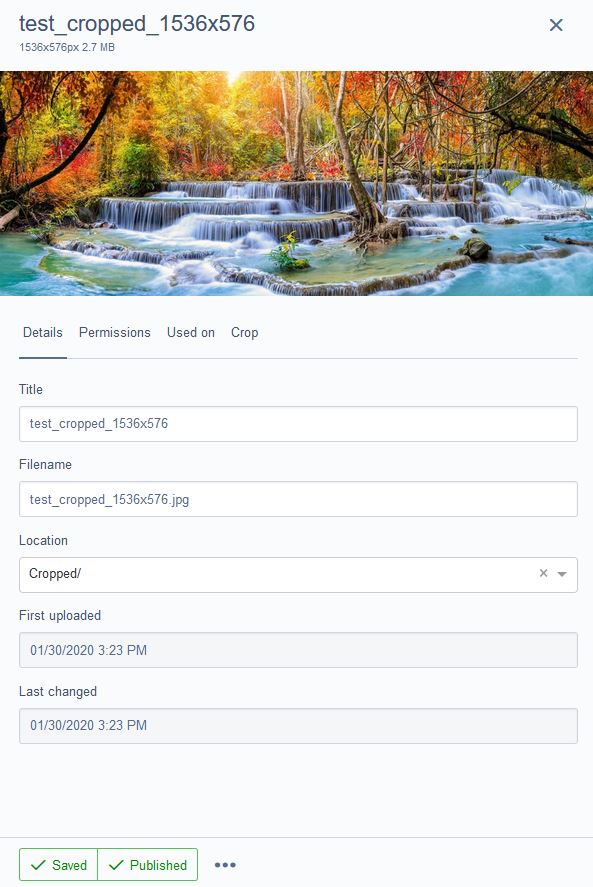 test_cropped_1536x576
1536x576px 2.7 MB
Details Permissions Used on Crop
Title
test_cropped_1536x576
Filename
test_cropped_1536x576.jpg
Location
Cropped/
First uploaded
01/30/2020 3:23 PM
Last changed
01/30/2020 3:23 PM
Saved Published